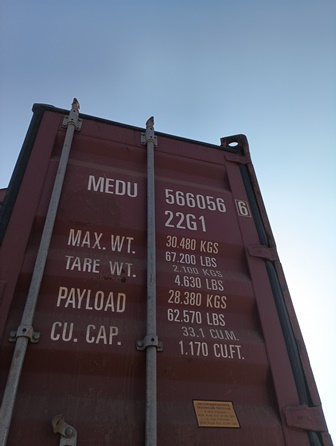 MEDU 566056 6
22G1
MAX. WT. 30.480 KGS
67.200 LBS
TARE WT. 2.100 KGS
4.630 LBS
PAYLOAD 28.380 KGS
62.570 LBS
CU. CAP. 33.1 CU.M.
1.170 CU.FT.